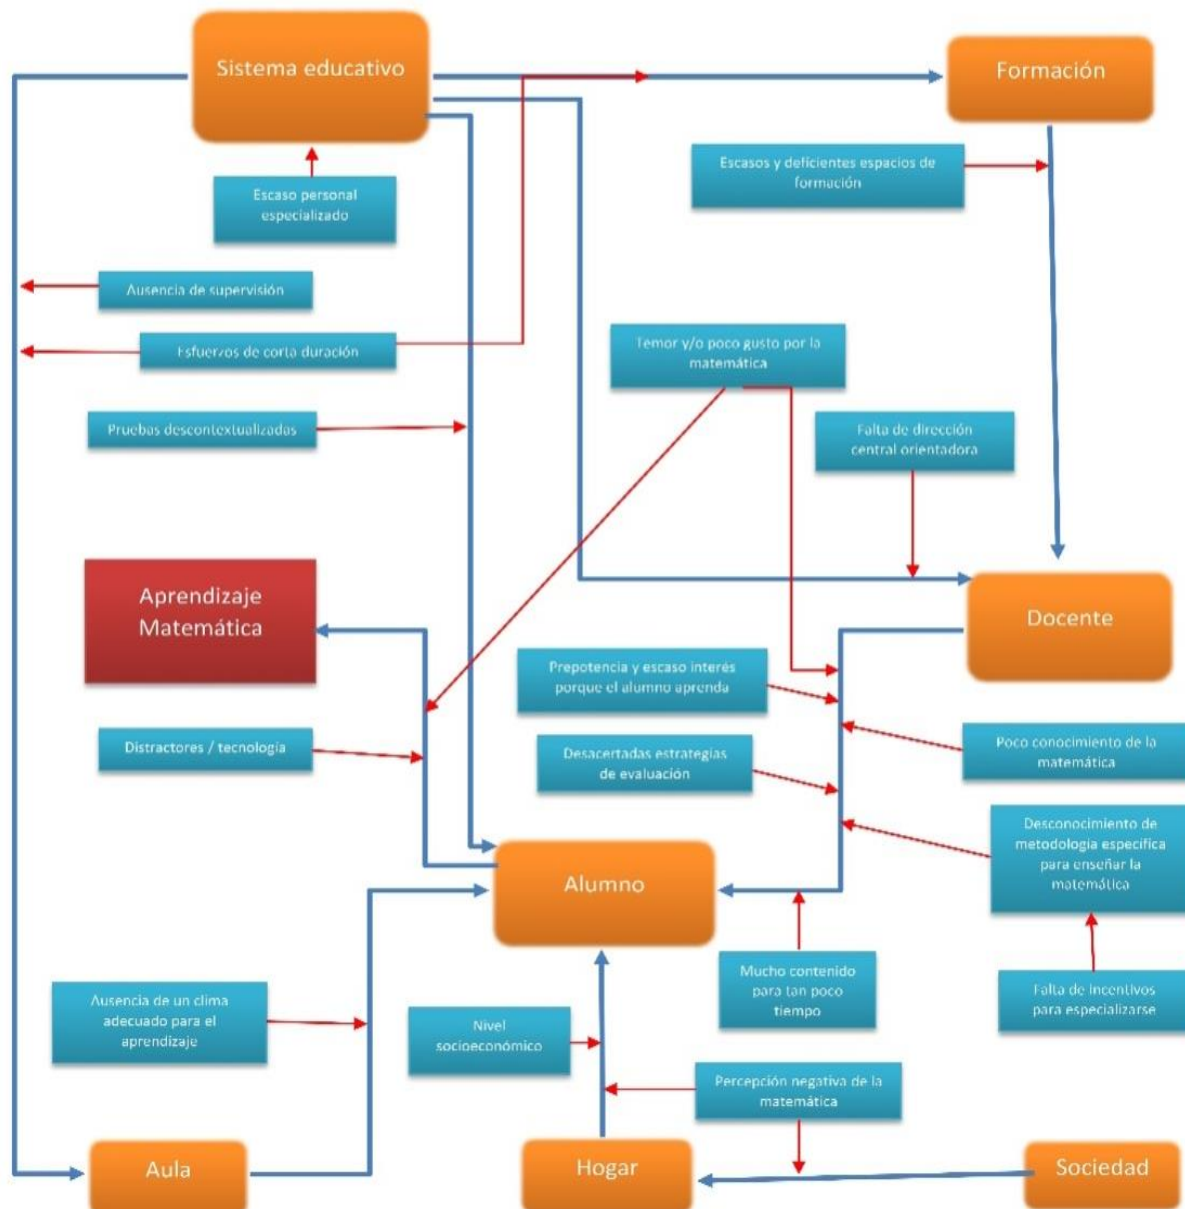 Sistema educativo
Formación
Escasos y deficientes espacios de
formación
Escaso personal
especializado
Ausencia de supervisión
Esfuerzos de corta duración
Temor y/o poco gusto por la
matemática
Pruebas descontextualizadas
Falta de dirección
central orientadora
Aprendizaje
Matemática
Docente
Prepotencia y escaso interés
porque el alumno aprenda
Distractores / tecnología
Desacertadas estrategias
de evaluación
Poco conocimiento de la
matemática
Desconocimiento de
metodología específica
para enseñar la
matemática
Alumno
Mucho contenido
para tan poco
tiempo
Falta de incentivos
para especializarse
Ausencia de un clima
adecuado para el
aprendizaje
Nivel
socioeconómico
Percepción negativa de la
matemática
Aula
Hogar
Sociedad